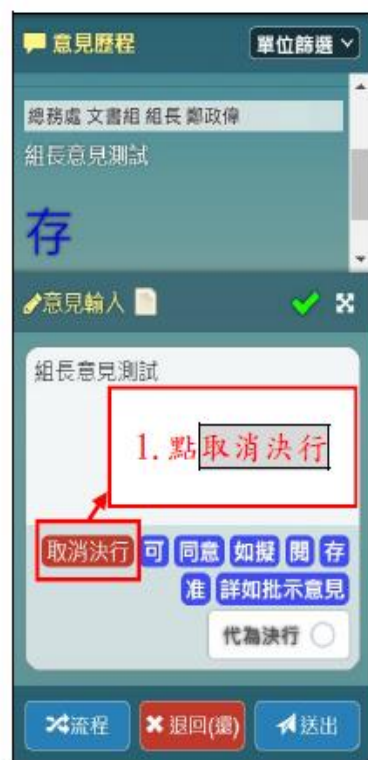 意見歷程
單位篩選
總務處 文書組 組長 鄭政偉
組長意見測試
存
意見輸入
組長意見測試
1. 點取消決行
取消決行 可 同意 如擬 閱 存
准 詳如批示意見
代為決行
流程 退回(還) 送出